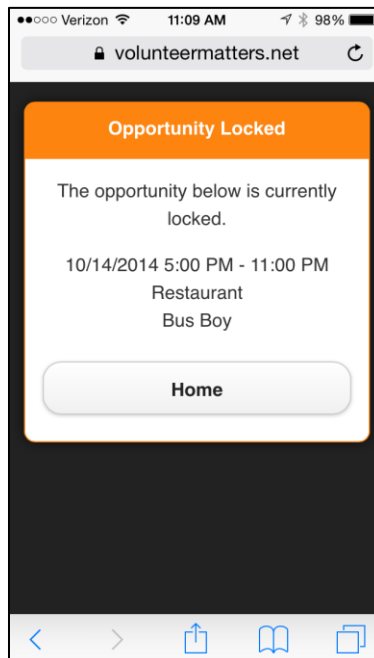 Verizon 11:09 AM 98%
volunteermatters.net
Opportunity Locked
The opportunity below is currently
locked.
10/14/2014 5:00 PM - 11:00 PM
Restaurant
Bus Boy
Home